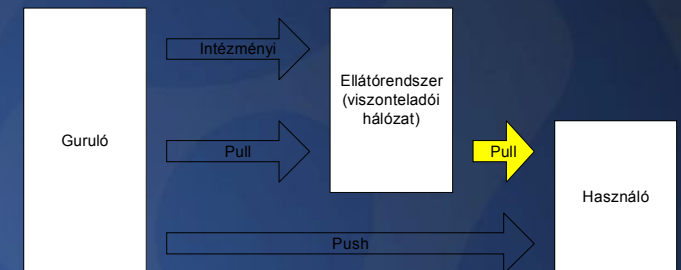 Intézményi
Ellátórendszer
(viszonteladói
hálózat)
Guruló
Pull
Pull
Használó
Push